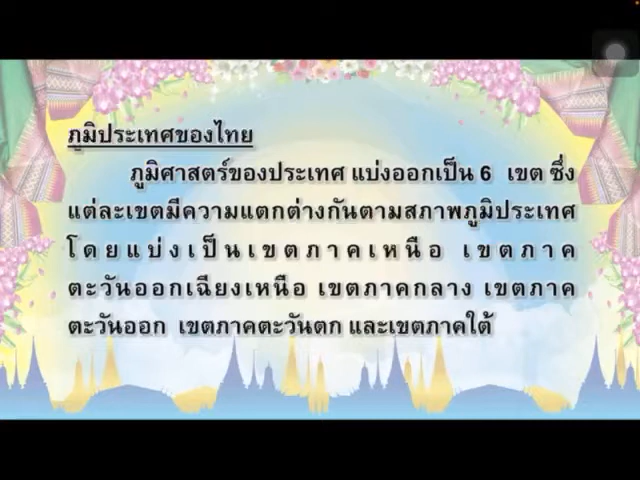 ภูมิประเทศของไทย
ภูมิศาสตร์ของประเทศ แบ่งออกเป็น 6 เขต ซึ่ง
แต่ละเขตมีความแตกต่างกันตามสภาพภูมิประเทศ
โดยแบ่งเป็นเขตภาคเหนือ เขตภาค
ตะวันออกเฉียงเหนือ เขตภาคกลาง เขตภาค
ตะวันออก เขตภาคตะวันตก และเขตภาคใต้